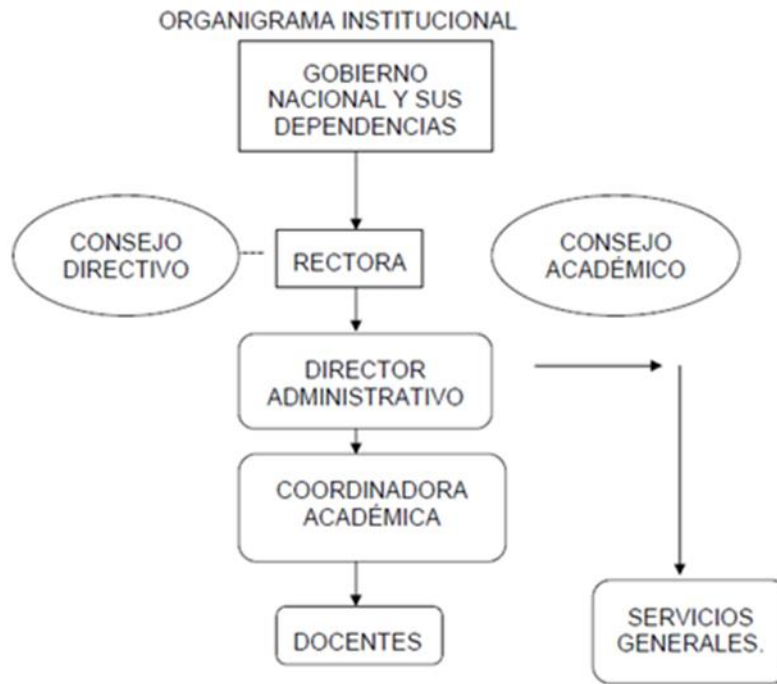 ORGANIGRAMA INSTITUCIONAL
GOBIERNO
NACIONAL Y SUS
DEPENDENCIAS
CONSEJO
DIRECTIVO
RECTORA
CONSEJO
ACADÉMICO
DIRECTOR
ADMINISTRATIVO
COORDINADORA
ACADÉMICA
DOCENTES
SERVICIOS
GENERALES.